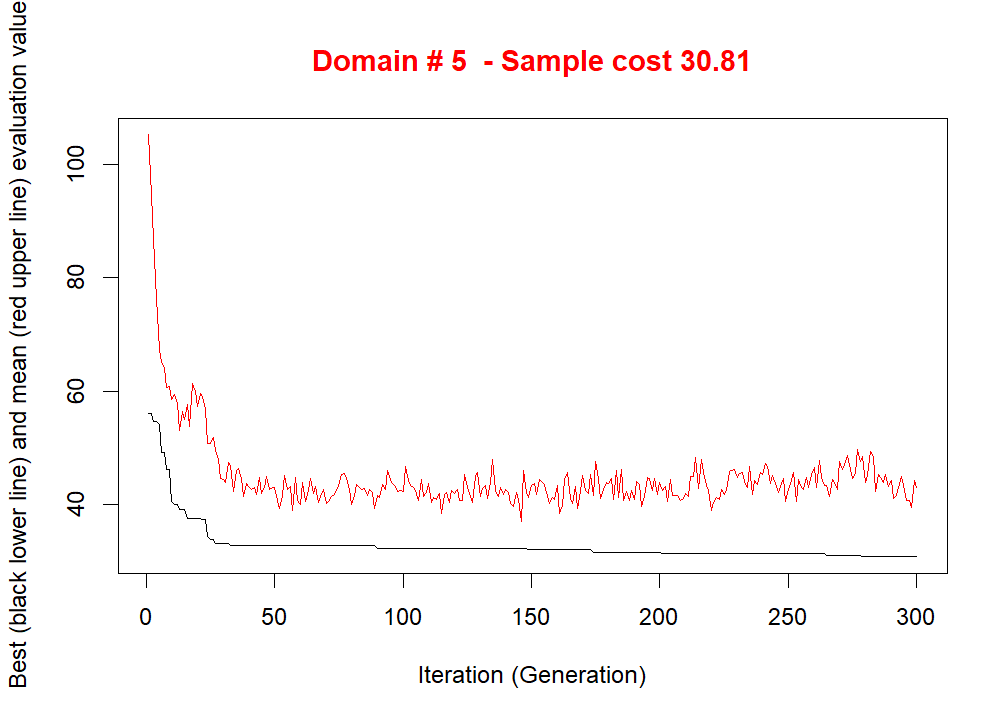 Domain # 5  - Sample cost 30.81
Best (black lower line) and mean (red upper line) evaluation value
100
80
60
40
0 50 100 150 200 250 300
Iteration (Generation)